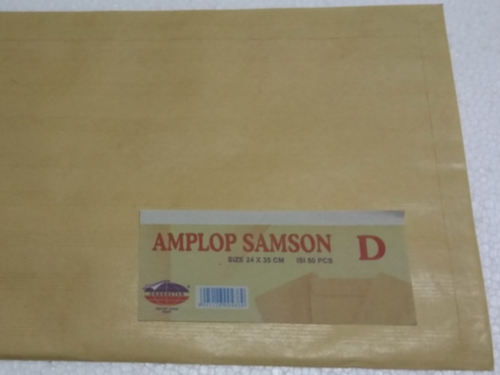 AMPLOP SAMSON D
SIZE 24 X 35 CM ISI 50 PCS